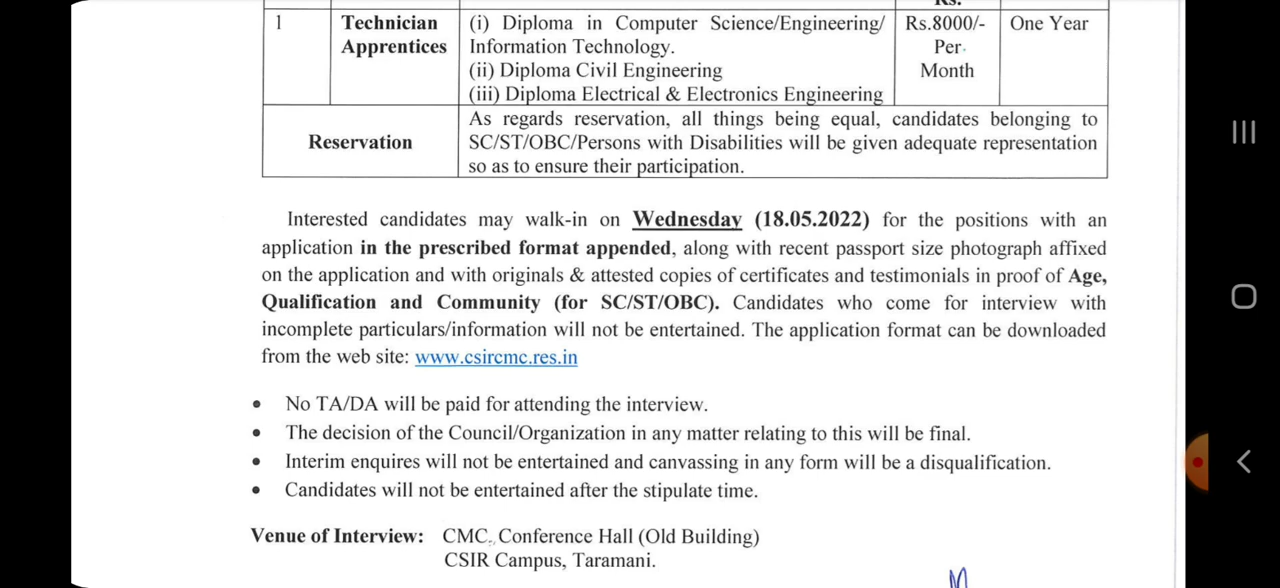 Rs.
1 Technician (i) Diploma in Computer Science/Engineering/ Rs.8000/- One Year
Apprentices Information Technology. Per
(ii) Diploma Civil Engineering Month
(iii) Diploma Electrical & Electronics Engineering
As regards reservation, all things being equal, candidates belonging to
Reservation SC/ST/OBC/Persons with Disabilities will be given adequate representation
so as to ensure their participation.
Interested candidates may walk-in on Wednesday (18.05.2022) for the positions with an
application in the prescribed format appended, along with recent passport size photograph affixed
on the application and with originals & attested copies of certificates and testimonials in proof of Age,
Qualification and Community (for SC/ST/OBC). Candidates who come for interview with
incomplete particulars/information will not be entertained. The application format can be downloaded
from the web site: www.csircmc.res.in
• No TA/DA will be paid for attending the interview.
• The decision of the Council/Organization in any matter relating to this will be final.
• Interim enquires will not be entertained and canvassing in any form will be a disqualification.
• Candidates will not be entertained after the stipulate time.
Venue of Interview: CMC, Conference Hall (Old Building)
CSIR Campus, Taramani.